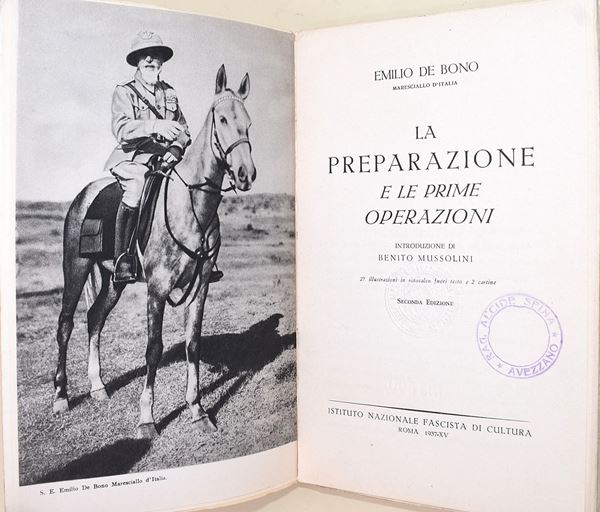 S. E. Emilio De Bono Maresciallo d'Italia.
EMILIO DE BONO
MARESCIALLO D'ITALIA
LA
PREPARAZIONE
E LE PRIME
OPERAZIONI
INTRODUZIONE DI
BENITO MUSSOLINI
27 illustrazioni in rotocalco fuori testo e 2 cartine
SECONDA EDIZIONE
RAG. ALCIDE SPINA
* AVEZZANO *
ISTITUTO NAZIONALE FASCISTA DI CULTURA
ROMA 1937-XV